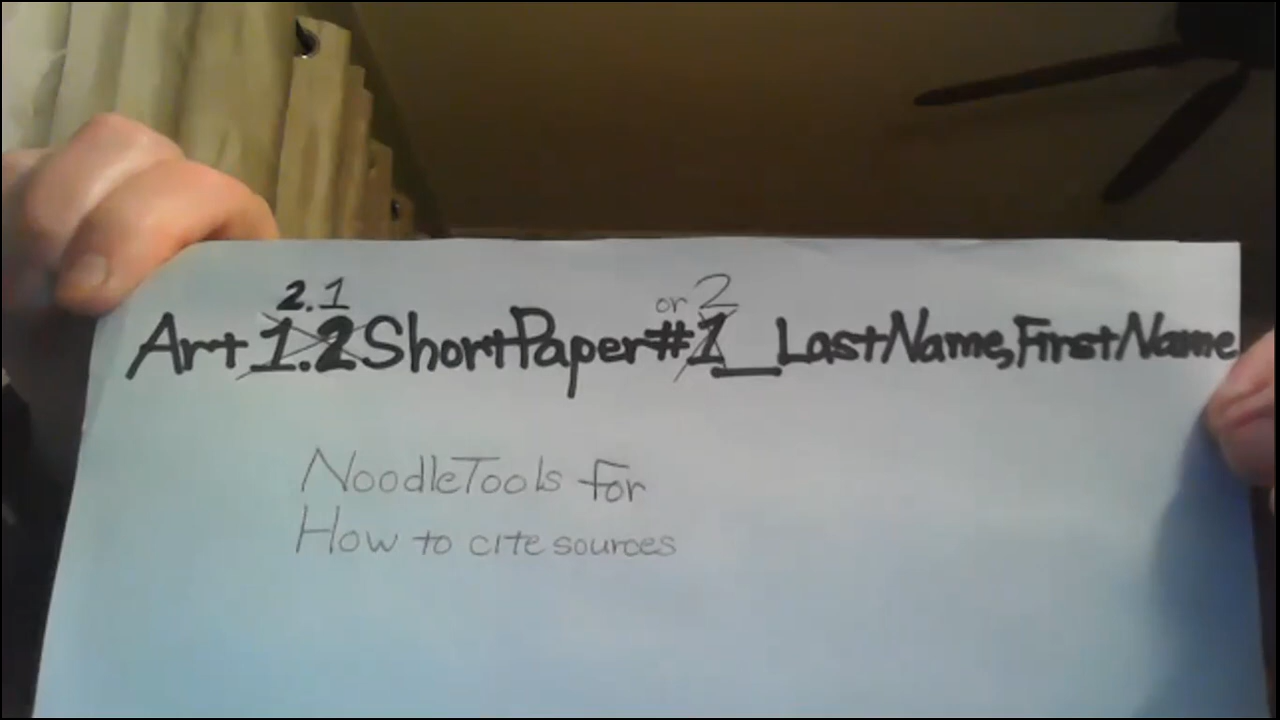 2.1 or 2
Art 1.2 ShortPaper#1_LastName,FirstName
NoodleTools for
How to cite sources